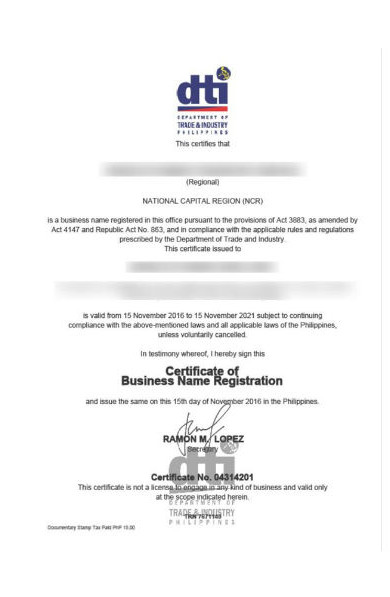 dti
DEPARTMENT OF
TRADE & INDUSTRY
PHILIPPINES
This certifies that
(Regional)
NATIONAL CAPITAL REGION (NCR)
is a business name registered in this office pursuant to the provisions of Act 3883, as amended by
Act 4147 and Republic Act No. 863, and in compliance with the applicable rules and regulations
prescribed by the Department of Trade and Industry.
This certificate issued to
is valid from 15 November 2016 to 15 November 2021 subject to continuing
compliance with the above-mentioned laws and all applicable laws of the Philippines,
unless voluntarily cancelled.
In testimony whereof, I hereby sign this
Certificate of
Business Name Registration
and issue the same on this 15th day of November 2016 in the Philippines.
RAMON M. LOPEZ
Secretary
dti
Certificate No. 04314201
This certificate is not a license to engage in any kind of business and valid only
at the scope indicated herein.
DEPARTMENT OF
TRADE & INDUSTRY
PHILIPPINES
Documentary Stamp Tax Paid PhP 15.00